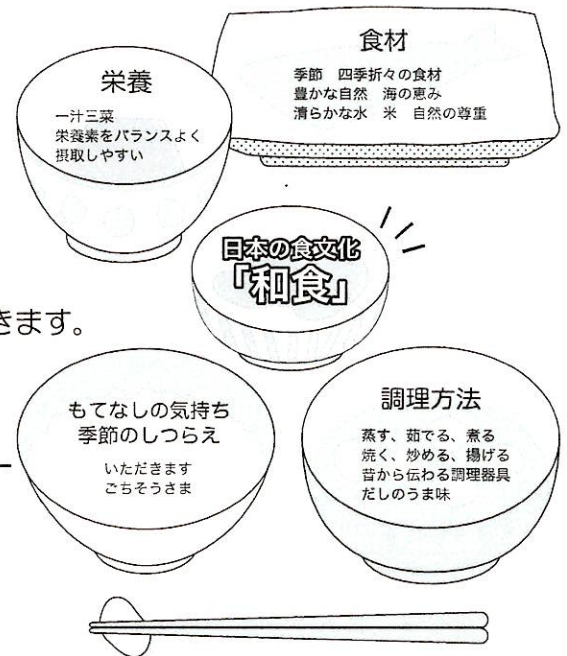 食材
季節　四季折々の食材
豊かな自然　海の恵み
清らかな水　米　自然の尊重
栄養
一汁三菜
栄養素をバランスよく
摂取しやすい
日本の食文化
「和食」
きます。
もてなしの気持ち
季節のしつらえ
いただきます
ごちそうさま
調理方法
蒸す、茹でる、煮る
焼く、炒める、揚げる
昔から伝わる調理器具
だしのうま味